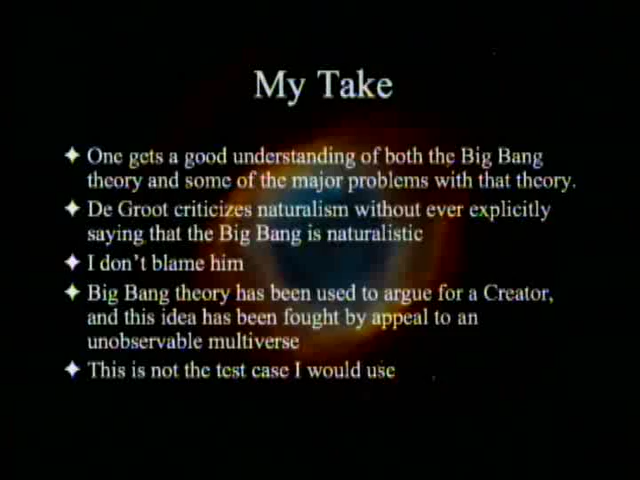 My Take
One gets a good understanding of both the Big Bang
theory and some of the major problems with that theory.
De Groot criticizes naturalism without ever explicitly
saying that the Big Bang is naturalistic
I don't blame him
Big Bang theory has been used to argue for a Creator,
and this idea has been fought by appeal to an
unobservable multiverse
This is not the test case I would use